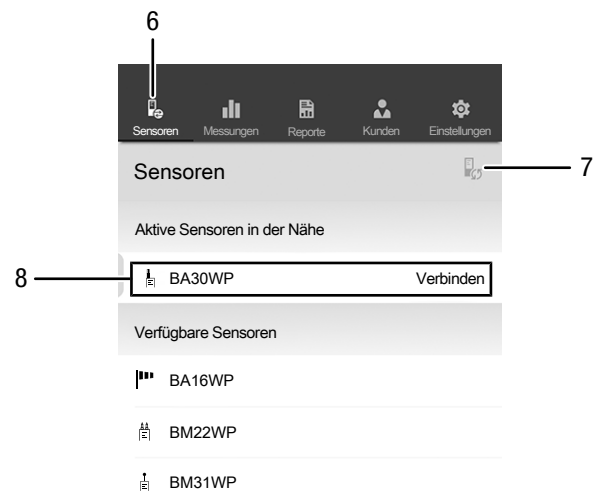 6
Sensoren Messungen Reporte Kunden Einstellungen
Sensoren
7
Aktive Sensoren in der Nähe
8
BA30WP Verbinden
Verfügbare Sensoren
BA16WP
BM22WP
BM31WP